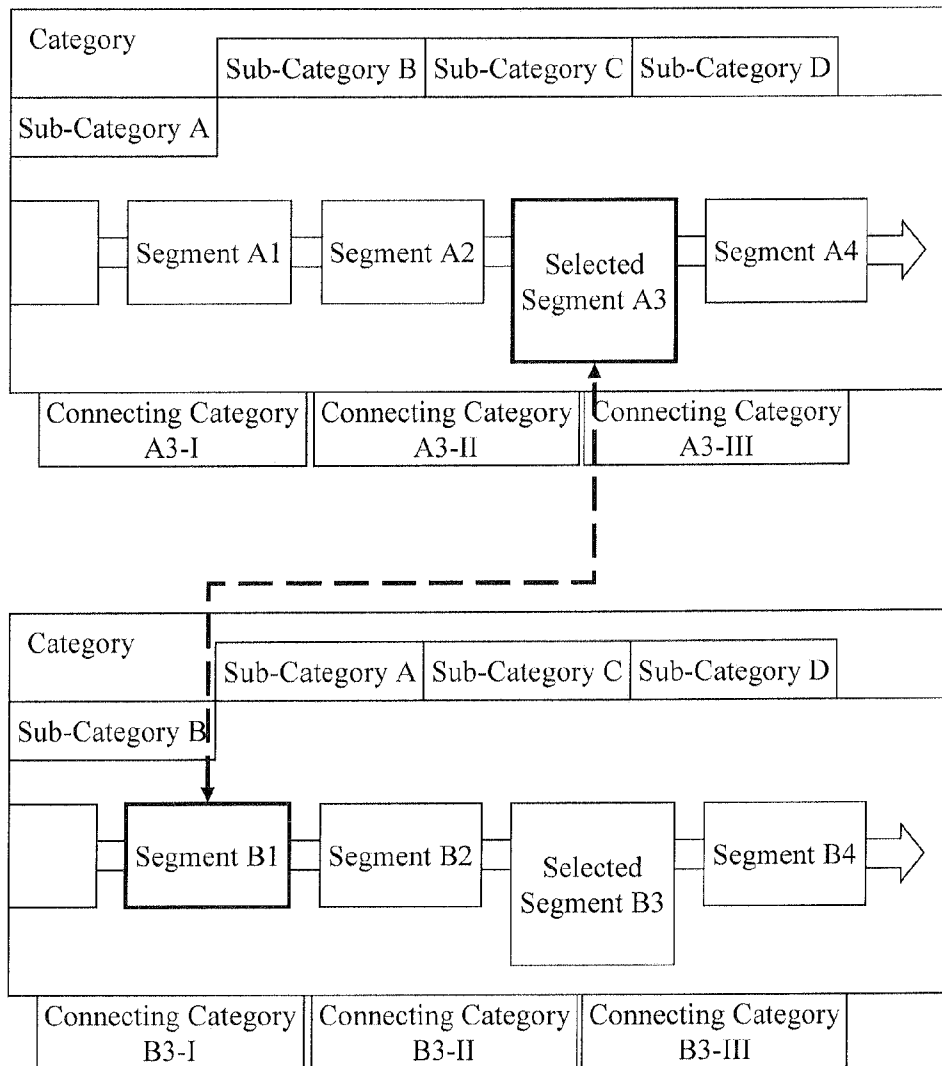 Category
Sub-Category B Sub-Category C Sub-Category D
Sub-Category A
Segment A1 Segment A2 Selected Segment A3 Segment A4
Connecting Category A3-I
Connecting Category A3-II
Connecting Category A3-III
Category
Sub-Category A Sub-Category C Sub-Category D
Sub-Category B
Segment B1 Segment B2 Selected Segment B3 Segment B4
Connecting Category B3-I
Connecting Category B3-II
Connecting Category B3-III